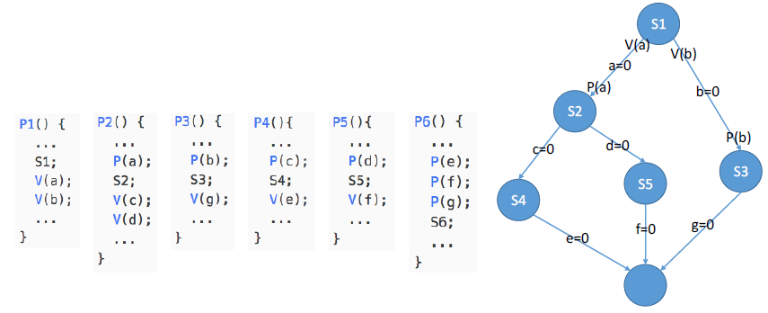 P1() {
...
S1;
V(a);
V(b);
...
}
P2() {
...
P(a);
S2;
V(c);
V(d);
...
}
P3() {
...
P(b);
S3;
V(g);
...
}
P4(){
...
P(c);
S4;
V(e);
...
}
P5(){
...
P(d);
S5;
V(f);
...
}
P6() {
...
P(e);
P(f);
P(g);
S6;
...
}
S1
V(a)
V(b)
a=0
P(a)
b=0
S2
P(b)
c=0
d=0
S3
S4
S5
e=0
f=0
g=0